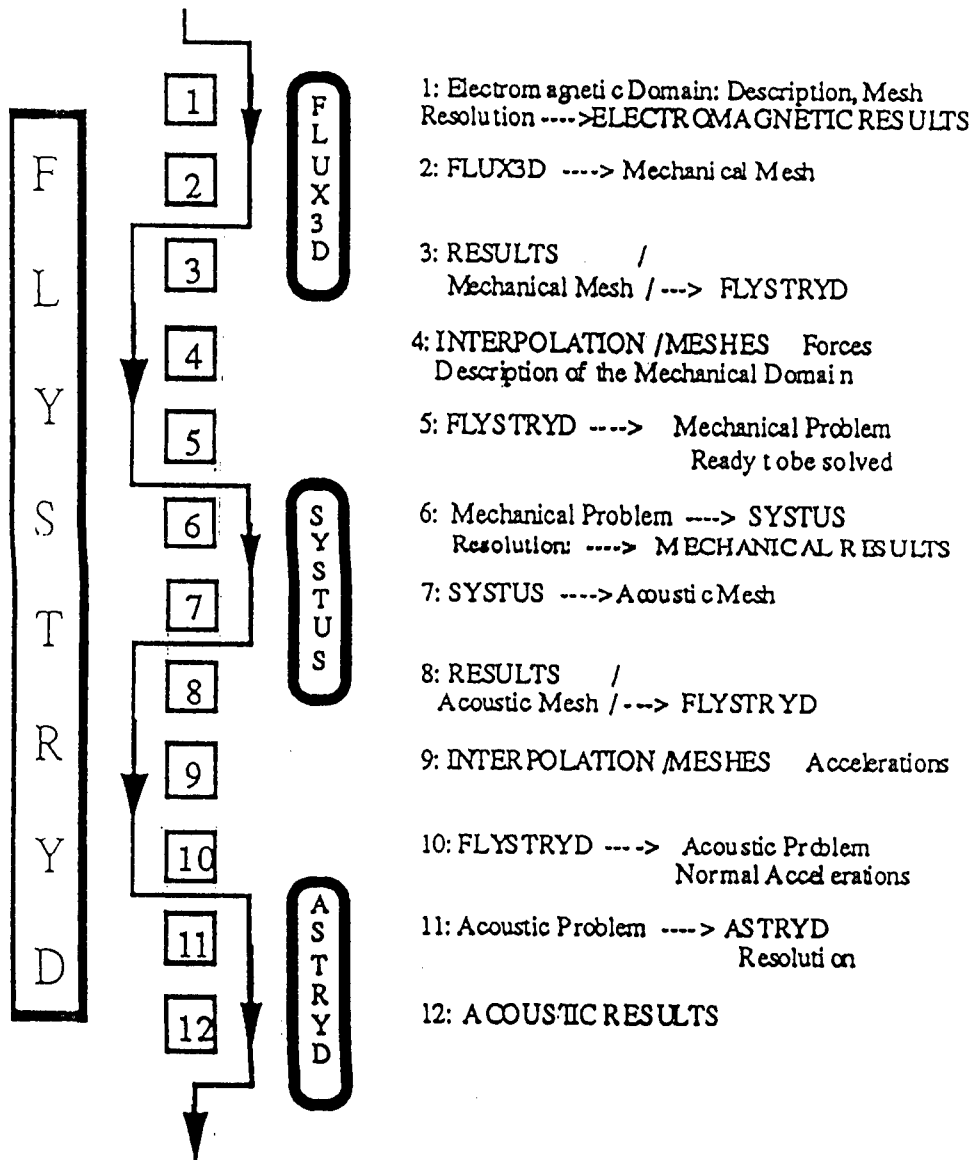 FLYSTRYD
1
2
3
4
5
6
7
8
9
10
11
12
FLUX3D
SYSTUS
ASTRYD
1: Electromagnetic Domain: Description, Mesh
Resolution ---->ELECTROMAGNETIC RESULTS
2: FLUX3D ----> Mechanical Mesh
3: RESULTS /
Mechanical Mesh / ---> FLYSTRYD
4: INTERPOLATION /MESHES Forces
Description of the Mechanical Domain
5: FLYSTRYD ----> Mechanical Problem
Ready to be solved
6: Mechanical Problem ----> SYSTUS
Resolution: ----> MECHANICAL RESULTS
7: SYSTUS ---->Acoustic Mesh
8: RESULTS /
Acoustic Mesh / ---> FLYSTRYD
9: INTERPOLATION /MESHES Accelerations
10: FLYSTRYD ----> Acoustic Problem
Normal Accelerations
11: Acoustic Problem ----> ASTRYD
Resolution
12: ACOUSTIC RESULTS